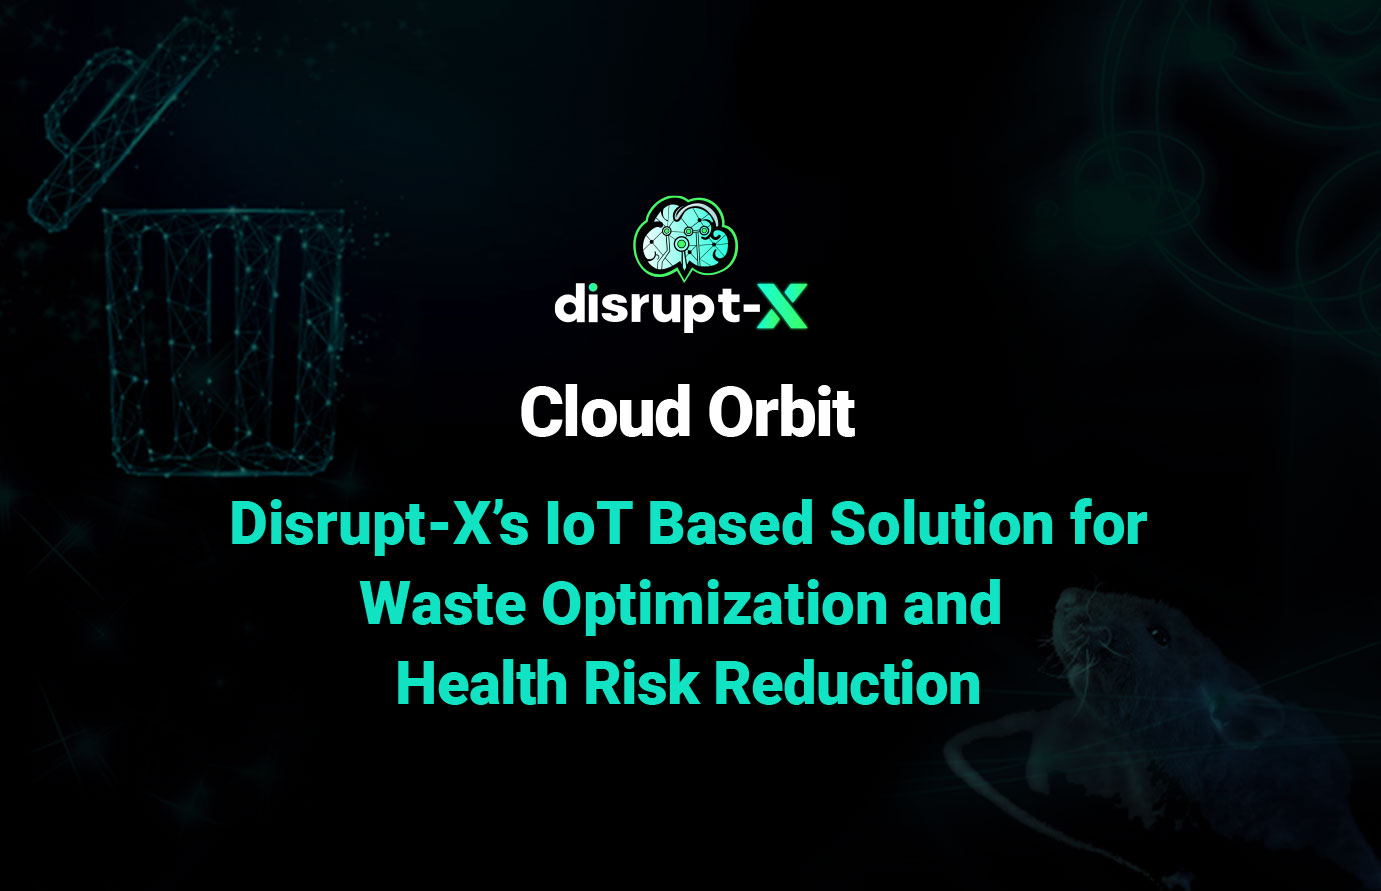 disrupt-X
Cloud Orbit
Disrupt-X’s IoT Based Solution for
Waste Optimization and
Health Risk Reduction